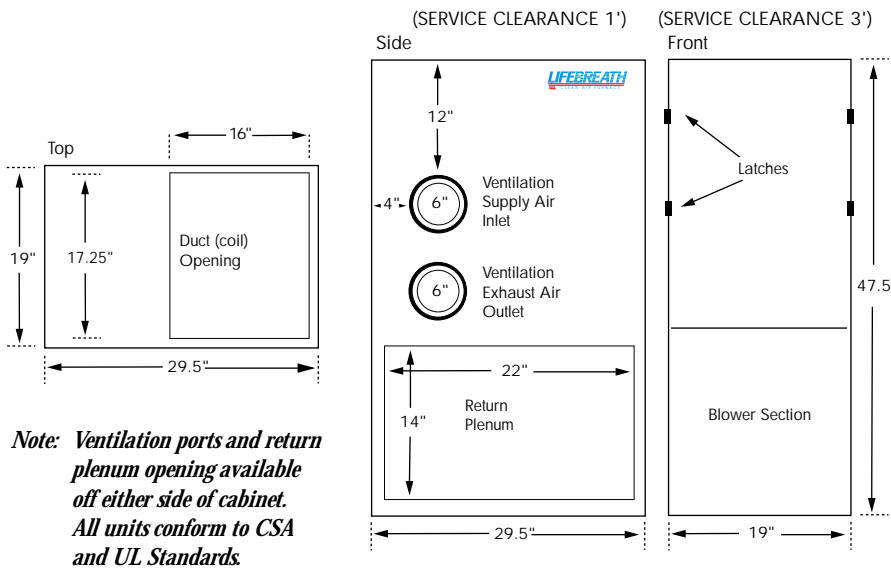 (SERVICE CLEARANCE 1')
(SERVICE CLEARANCE 3')
Side
Front
LIFEBREATH
CLEAN AIR FURNACE
12"
16"
Top
Latches
4"
6"
Ventilation
Supply Air
Inlet
19"
17.25"
Duct (coil)
Opening
6"
Ventilation
Exhaust Air
Outlet
47.5
29.5"
22"
14"
Return
Plenum
Blower Section
Note: Ventilation ports and return
plenum opening available
off either side of cabinet.
All units conform to CSA
and UL Standards.
29.5"
19"